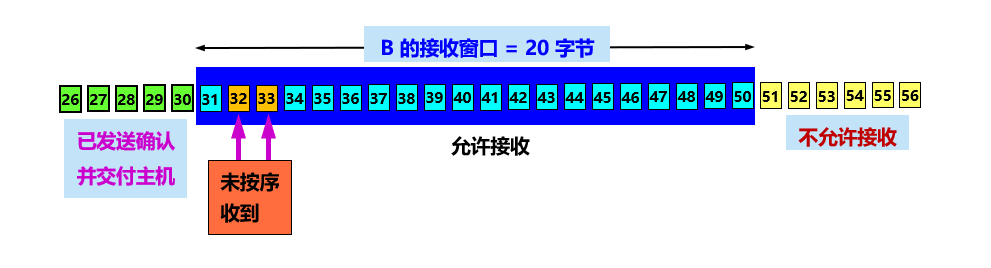 B 的接收窗口 = 20 字节
26 27 28 29 30 31 32 33 34 35 36 37 38 39 40 41 42 43 44 45 46 47 48 49 50 51 52 53 54 55 56
已发送确认
并交付主机
允许接收
不允许接收
未按序
收到